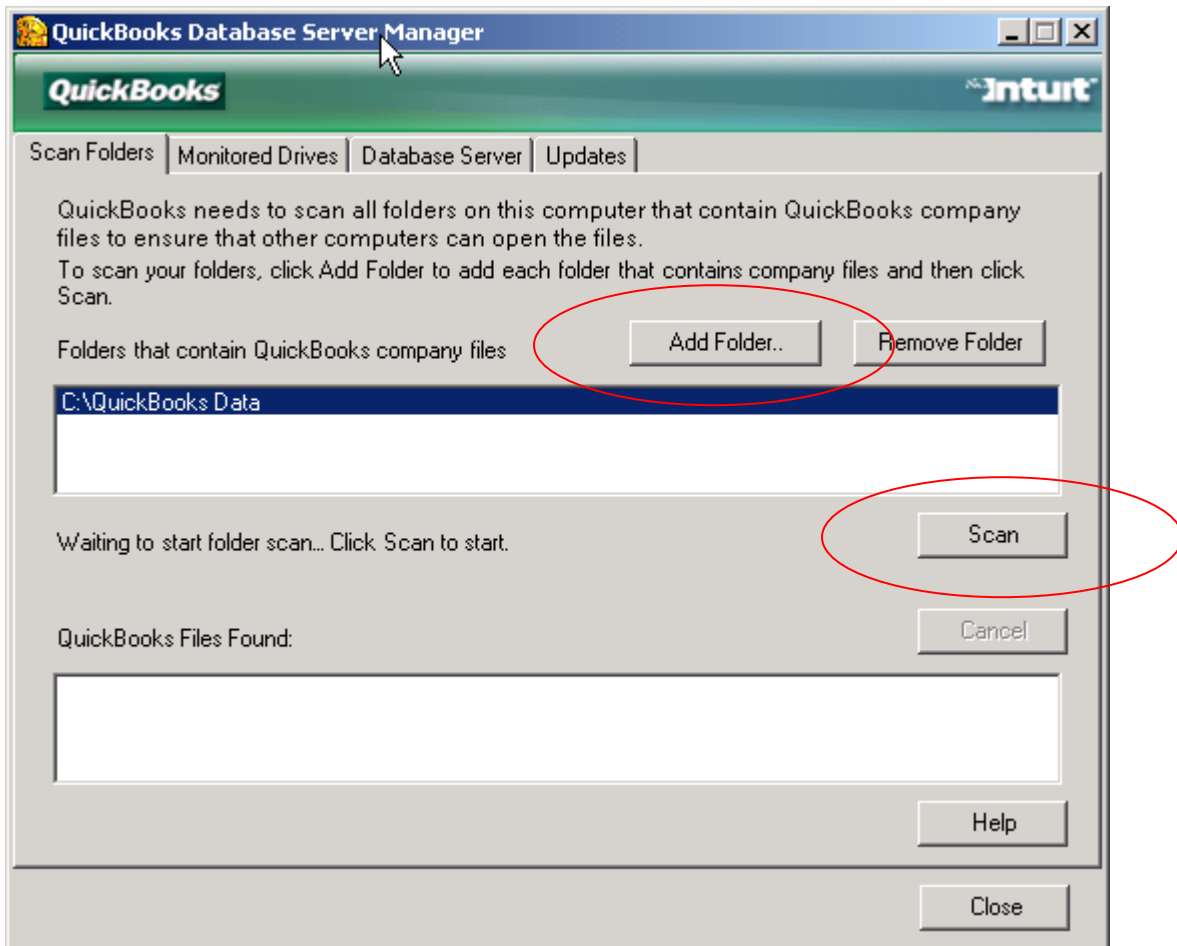 QuickBooks Database Server Manager
QuickBooks
Intuit
Scan Folders Monitored Drives Database Server Updates
QuickBooks needs to scan all folders on this computer that contain QuickBooks company
files to ensure that other computers can open the files.
To scan your folders, click Add Folder to add each folder that contains company files and then click
Scan.
Folders that contain QuickBooks company files Add Folder.. Remove Folder
C:\QuickBooks Data
Waiting to start folder scan... Click Scan to start. Scan
Cancel
QuickBooks Files Found:
Help
Close